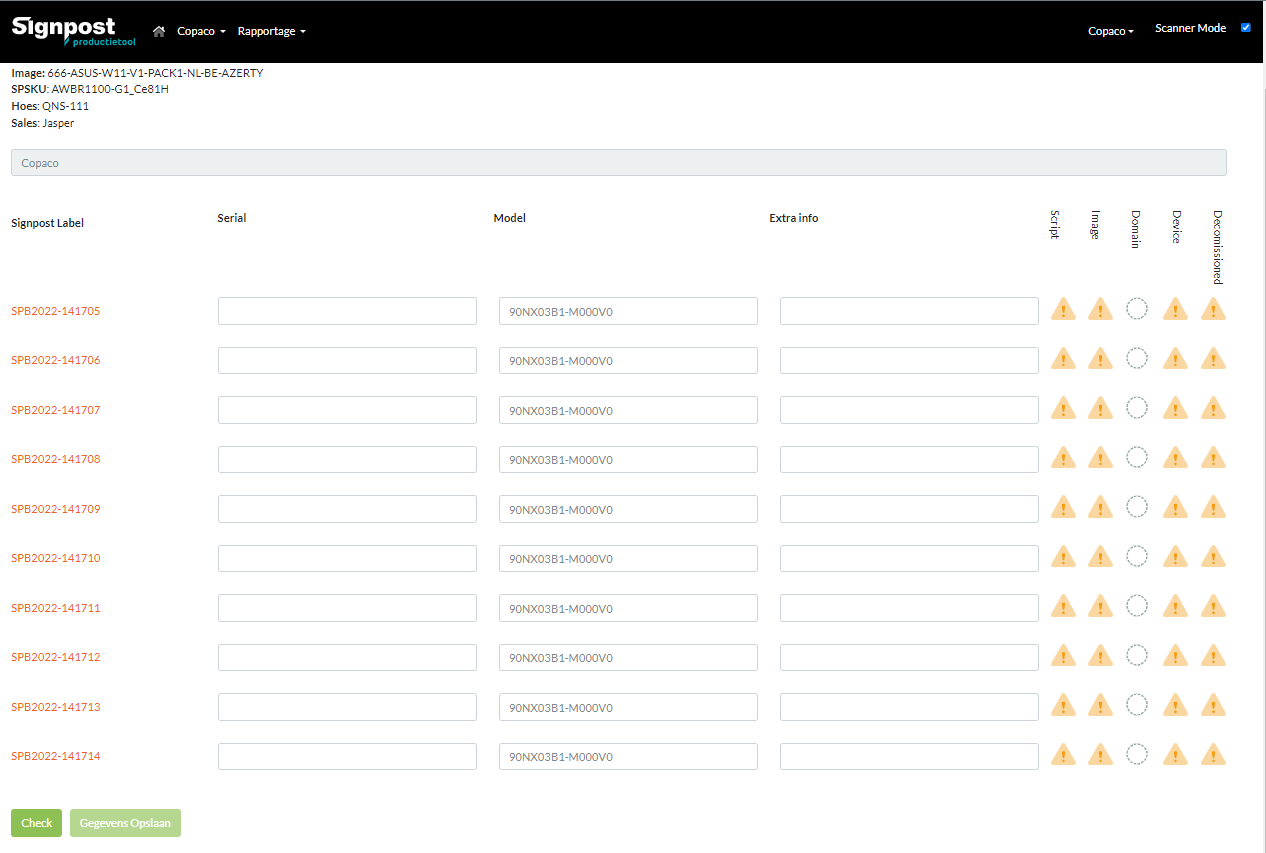 Signpost
productietool
Copaco
Rapportage
Copaco
Scanner Mode
Image: 666-ASUS-W11-V1-PACK1-NL-BE-AZERTY
SPSKU: AWBR1100-G1_Ce81H
Hoes: QNS-111
Sales: Jasper
Copaco
Signpost Label
Serial
Model
Extra info
Script
Image
Domain
Device
Decomissioned
SPB2022-141705
90NX03B1-M000V0
SPB2022-141706
90NX03B1-M000V0
SPB2022-141707
90NX03B1-M000V0
SPB2022-141708
90NX03B1-M000V0
SPB2022-141709
90NX03B1-M000V0
SPB2022-141710
90NX03B1-M000V0
SPB2022-141711
90NX03B1-M000V0
SPB2022-141712
90NX03B1-M000V0
SPB2022-141713
90NX03B1-M000V0
SPB2022-141714
90NX03B1-M000V0
Check
Gegevens Opslaan